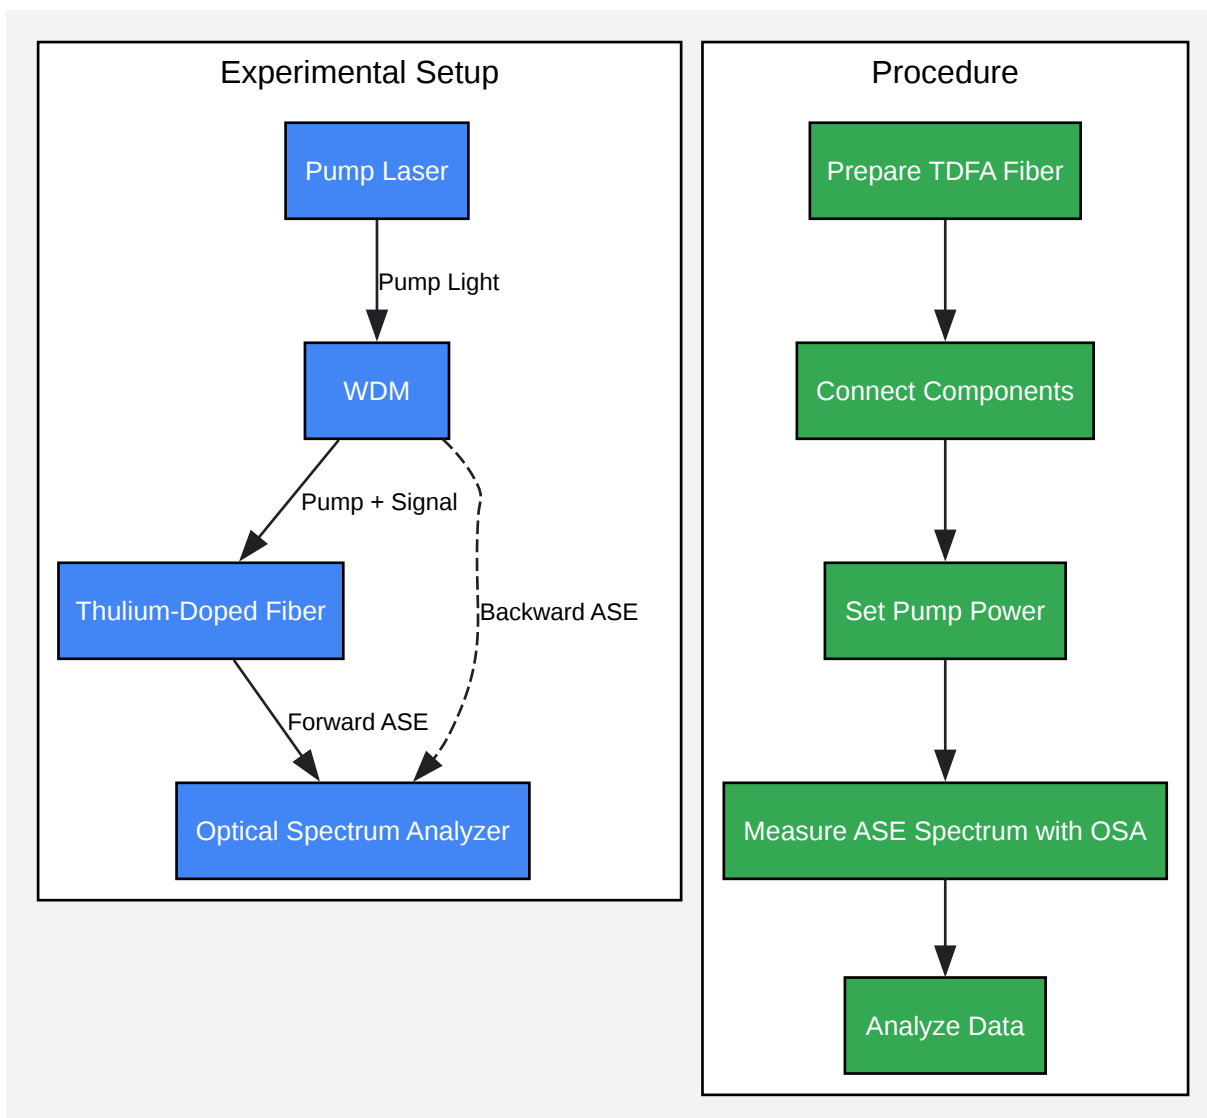 Experimental Setup
Pump Laser
Pump Light
WDM
Pump + Signal
Thulium-Doped Fiber
Backward ASE
Forward ASE
Optical Spectrum Analyzer
Procedure
Prepare TDFA Fiber
Connect Components
Set Pump Power
Measure ASE Spectrum with OSA
Analyze Data